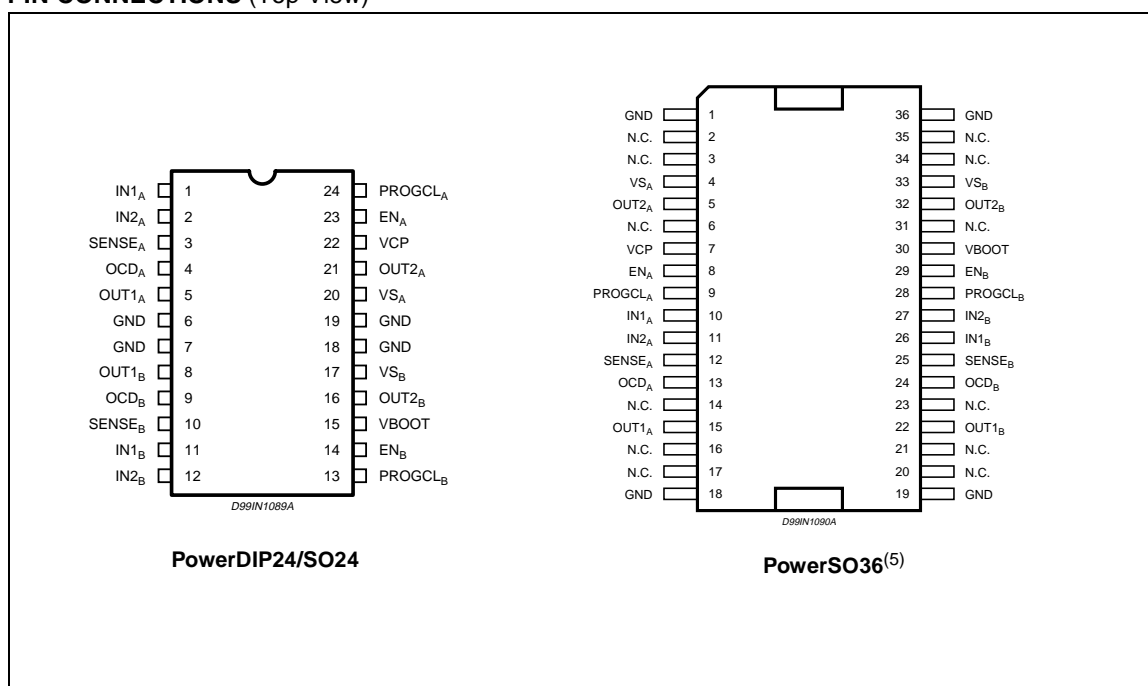 PIN CONNECTIONS (Top View)
IN1A 1
IN2A 2
SENSEA 3
OCDA 4
OUT1A 5
GND 6
GND 7
OUT1B 8
OCDB 9
SENSEB 10
IN1B 11
IN2B 12
24 PROGCLA
23 ENA
22 VCP
21 OUT2A
20 VSA
19 GND
18 GND
17 VSB
16 OUT2B
15 VBOOT
14 ENB
13 PROGCLB
D99IN1089A
PowerDIP24/SO24
GND 1
N.C. 2
N.C. 3
VSA 4
OUT2A 5
N.C. 6
VCP 7
ENA 8
PROGCLA 9
IN1A 10
IN2A 11
SENSEA 12
OCDA 13
N.C. 14
OUT1A 15
N.C. 16
N.C. 17
GND 18
36 GND
35 N.C.
34 N.C.
33 VSB
32 OUT2B
31 N.C.
30 VBOOT
29 ENB
28 PROGCLB
27 IN2B
26 IN1B
25 SENSEB
24 OCDB
23 N.C.
22 OUT1B
21 N.C.
20 N.C.
19 GND
D99IN1090A
PowerSO36(5)